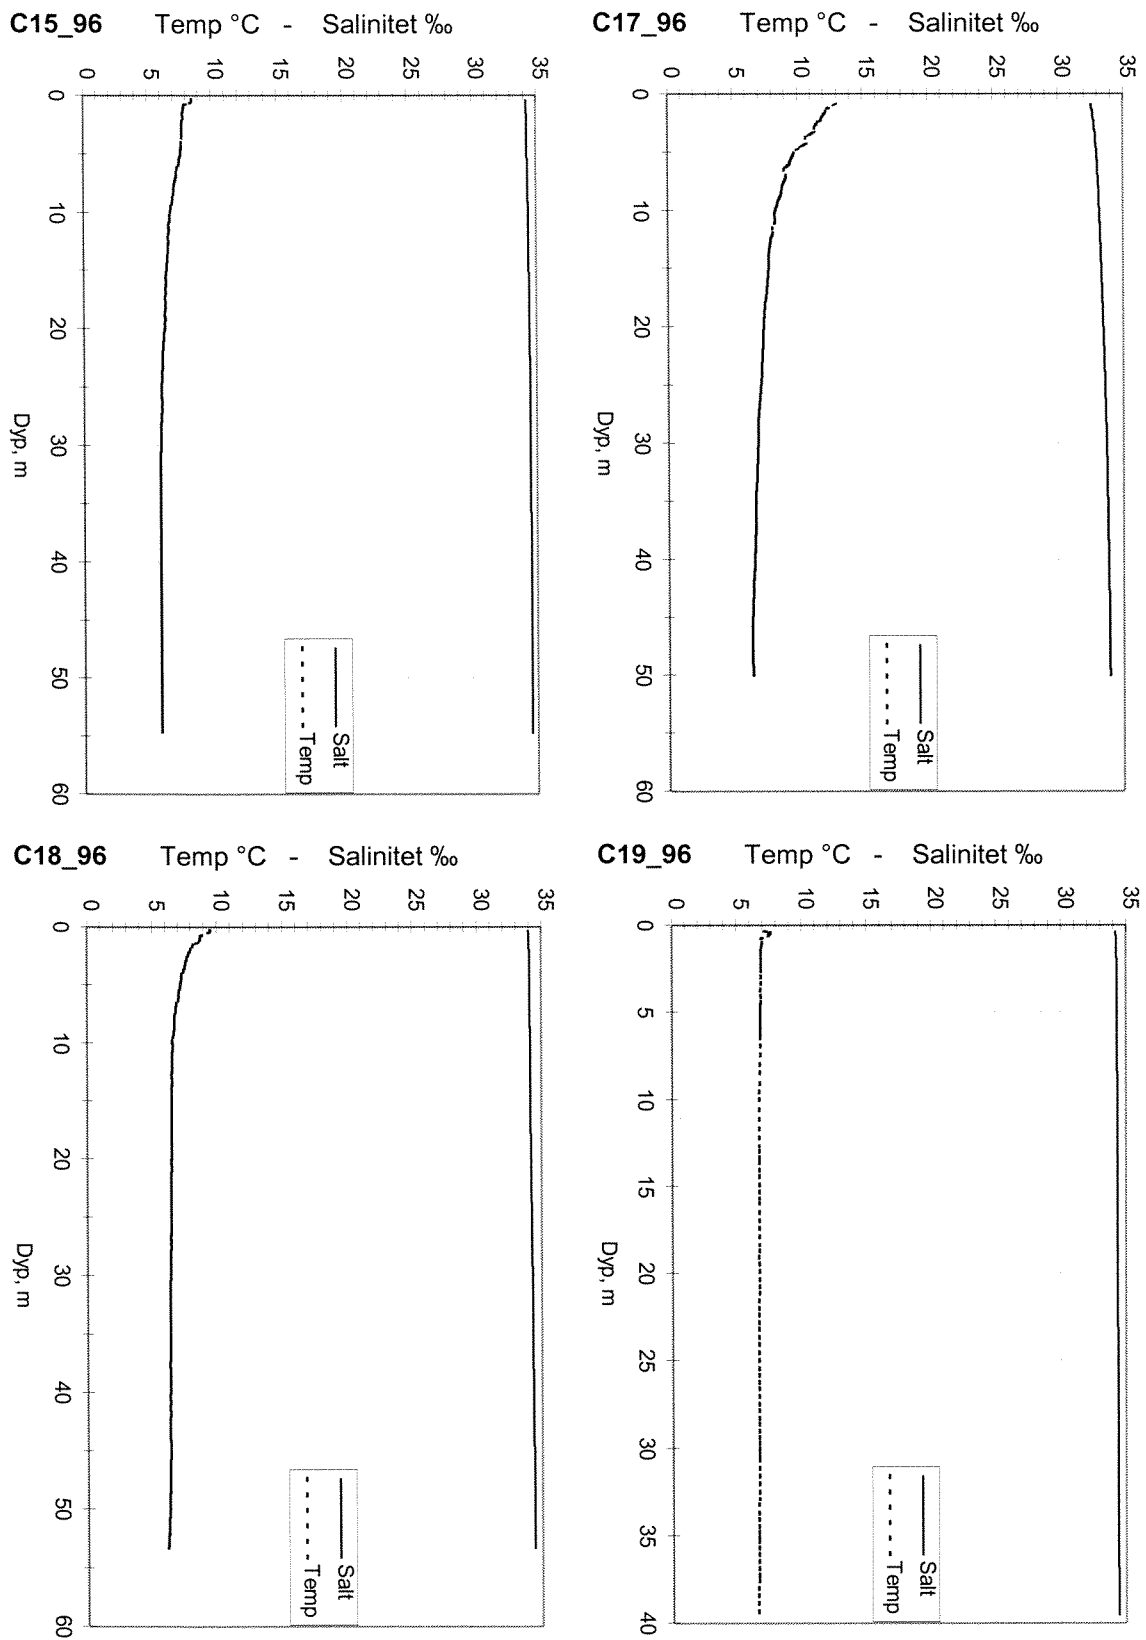 C15_96 Temp °C - Salinitet ‰
0 5 10 15 20 25 30 35
0 10 20 30 40 50 60
Dyp, m
Salt
Temp
C17_96 Temp °C - Salinitet ‰
0 5 10 15 20 25 30 35
0 10 20 30 40 50 60
Dyp, m
Salt
Temp
C18_96 Temp °C - Salinitet ‰
0 5 10 15 20 25 30 35
0 10 20 30 40 50 60
Dyp, m
Salt
Temp
C19_96 Temp °C - Salinitet ‰
0 5 10 15 20 25 30 35
0 5 10 15 20 25 30 35 40
Dyp, m
Salt
Temp